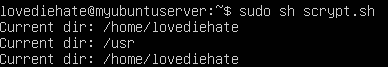 lovediehate@myubuntuserver:~$ sudo sh scrypt.sh
Current dir: /home/lovediehate
Current dir: /usr
Current dir: /home/lovediehate